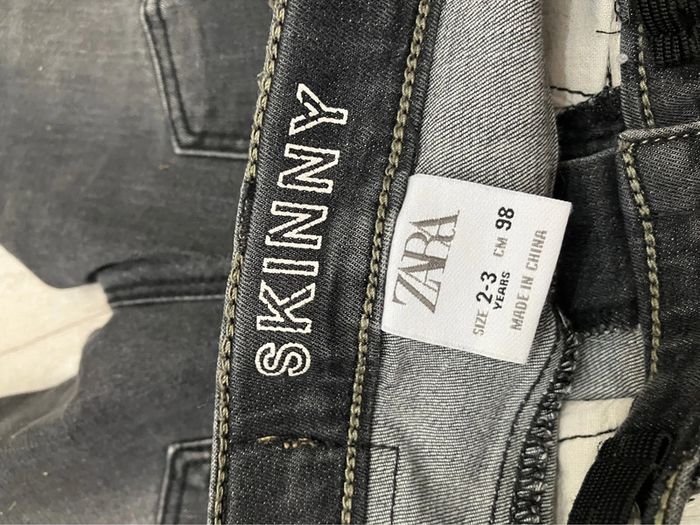 SKINNY
ZARA
SIZE 2-3 CM 98
YEARS
MADE IN CHINA